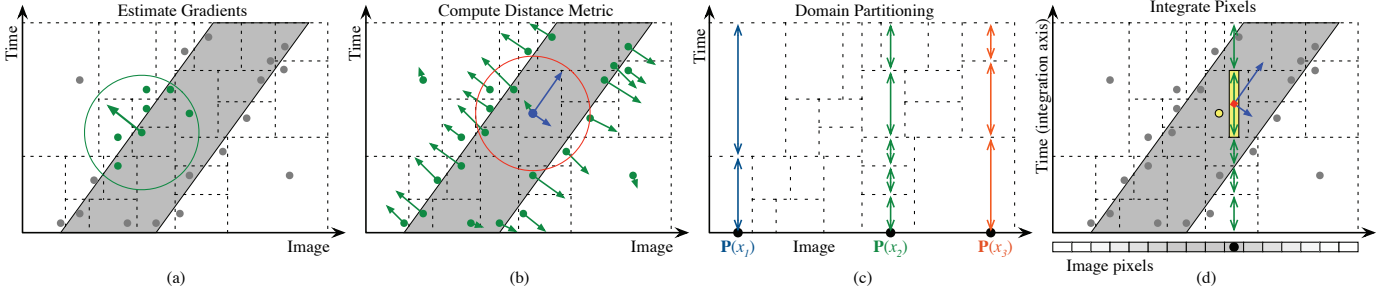 Estimate Gradients
Time
Image
(a)
Compute Distance Metric
Time
Image
(b)
Domain Partitioning
Time
P(x1) Image P(x2) P(x3)
(c)
Integrate Pixels
Time (integration axis)
Image pixels
(d)